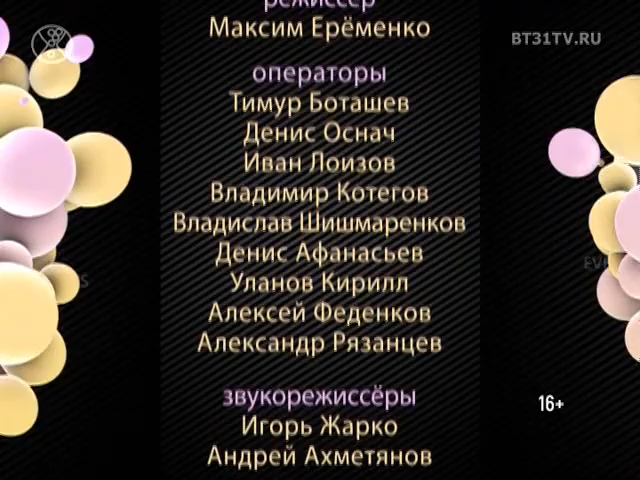 режиссёр
Максим Ерёменко
BT31TV.RU
операторы
Тимур Боташев
Денис Оснач
Иван Лоизов
Владимир Котегов
Владислав Шишмаренков
Денис Афанасьев
Уланов Кирилл
Алексей Феденков
Александр Рязанцев
звукорежиссёры
16+
Игорь Жарко
Андрей Ахметянов